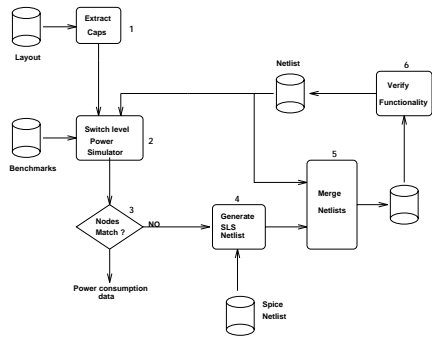 Extract
Caps
1
Layout
6
Verify
Functionality
Netlist
Switch level
Power
Simulator
2
Benchmarks
5
Merge
Netlists
3
Nodes
Match ?
NO
4
Generate
SLS
Netlist
Power consumption
data
Spice
Netlist